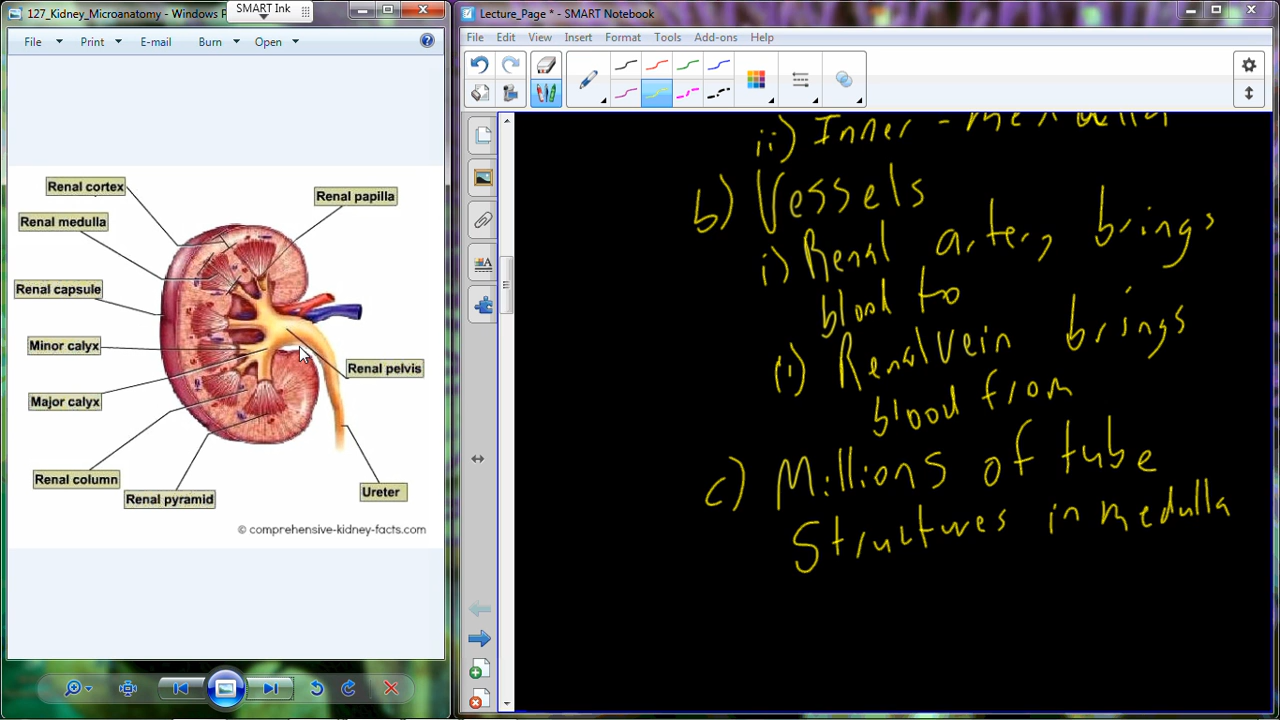 127_Kidney_Microanatomy - Windows P
SMART Ink
File Print E-mail Burn Open
Renal cortex
Renal papilla
Renal medulla
Renal capsule
Minor calyx
Renal pelvis
Major calyx
Renal column
Renal pyramid
Ureter
© comprehensive-kidney-facts.com
Lecture_Page * - SMART Notebook
File Edit View Insert Format Tools Add-ons Help
ii) Inner - medulla
b) Vessels
i) Renal artery brings
blood to
Renal vein brings
blood from
c) Millions of tube
Structures in medulla